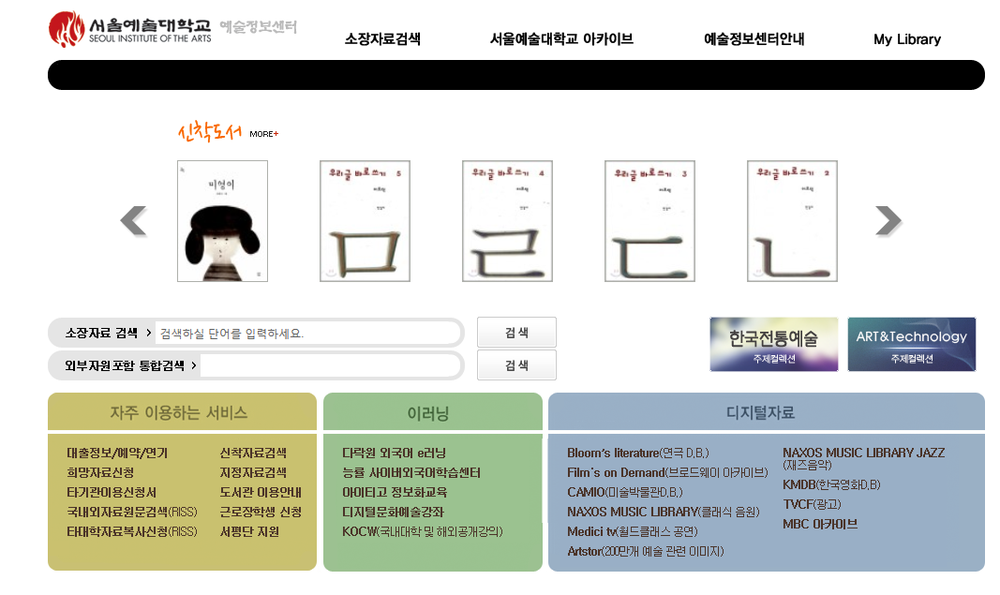 서울예술대학교 예술정보센터
SEOUL INSTITUTE OF THE ARTS
소장자료검색 서울예술대학교 아카이브 예술정보센터안내 My Library
신착도서 MORE+
미영이
우리글 바로쓰기 5
우리글 바로쓰기 4
우리글 바로쓰기 3
우리글 바로쓰기 2
ㅁ
ㄹ
ㄷ
ㄴ
소장자료 검색 > 검색하실 단어를 입력하세요. 검색
외부자원포함 통합검색 > 검색
한국전통예술
주제컬렉션
ART&Technology
주제컬렉션
자주 이용하는 서비스
대출정보/예약/연기 신착자료검색
희망자료신청 지정자료검색
타기관이용신청서 도서관 이용안내
국내외자료원문검색(RISS) 근로장학생 신청
타대학자료복사신청(RISS) 서평단 지원
이러닝
다락원 외국어 e러닝
능률 사이버외국어학습센터
아이티고 정보화교육
디지털문화예술강좌
KOCW(국내대학 및 해외공개강의)
디지털자료
Bloom's literature(연극 D.B.)
Film's on Demand(브로드웨이 아카이브)
CAMIO(미술박물관D.B.)
NAXOS MUSIC LIBRARY(클래식 음원)
Medici tv(월드클래스 공연)
Artstor(200만개 예술 관련 이미지)
NAXOS MUSIC LIBRARY JAZZ
(재즈음악)
KMDB(한국영화D.B)
TVCF(광고)
MBC 아카이브